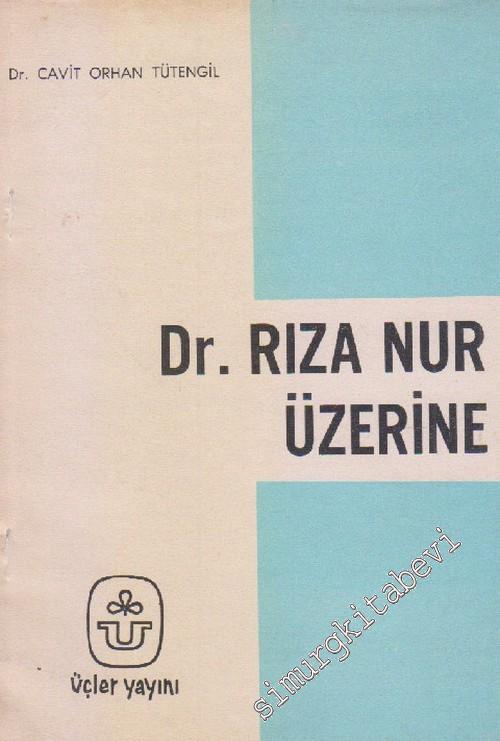 Dr. CAVİT ORHAN TÜTENGİL
Dr. RIZA NUR
ÜZERİNE
üçler yayını
simurgkitabevi